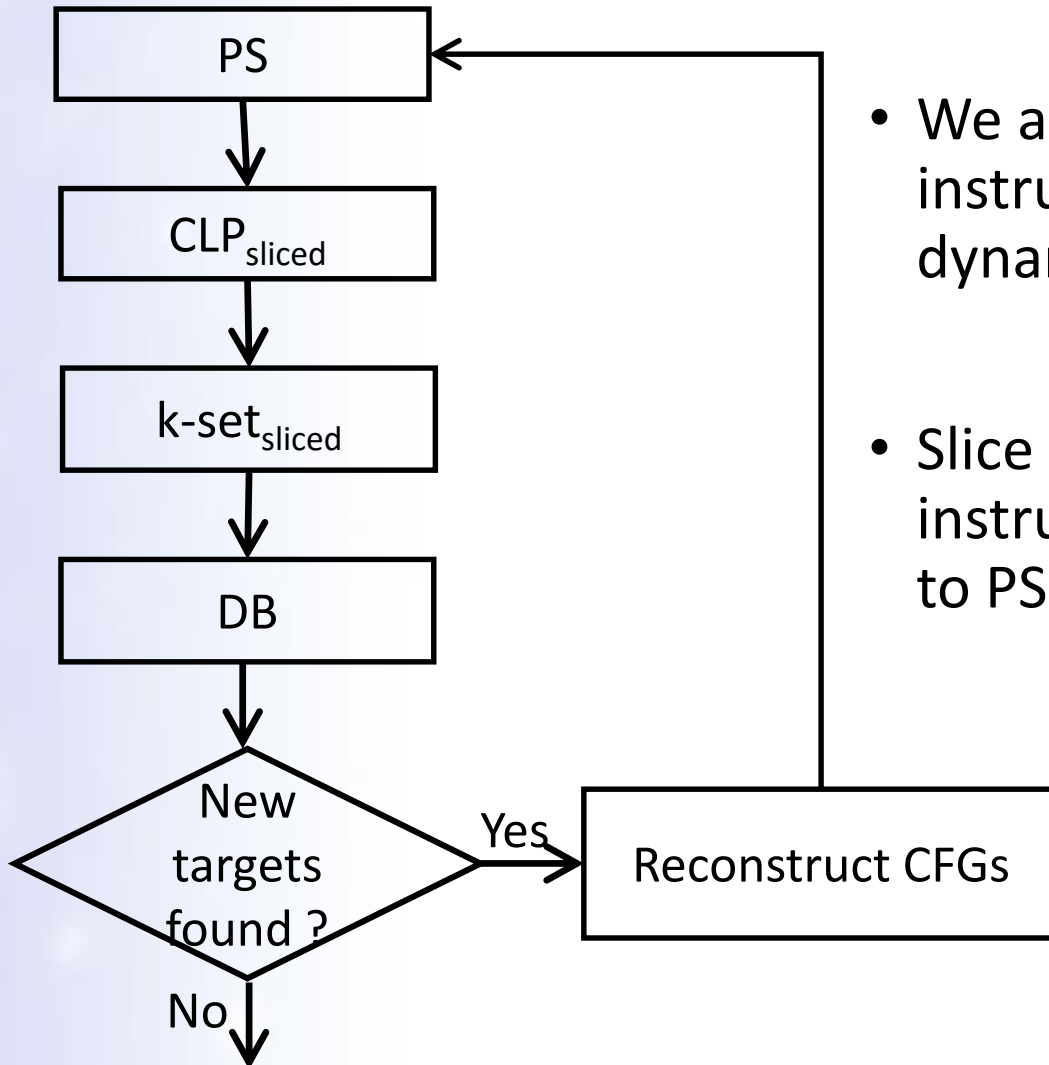 PS
CLPsliced
k-setsliced
DB
New
targets
found ?
Yes
Reconstruct CFGs
No
• We a
instru
dynar
• Slice
instru
to PS